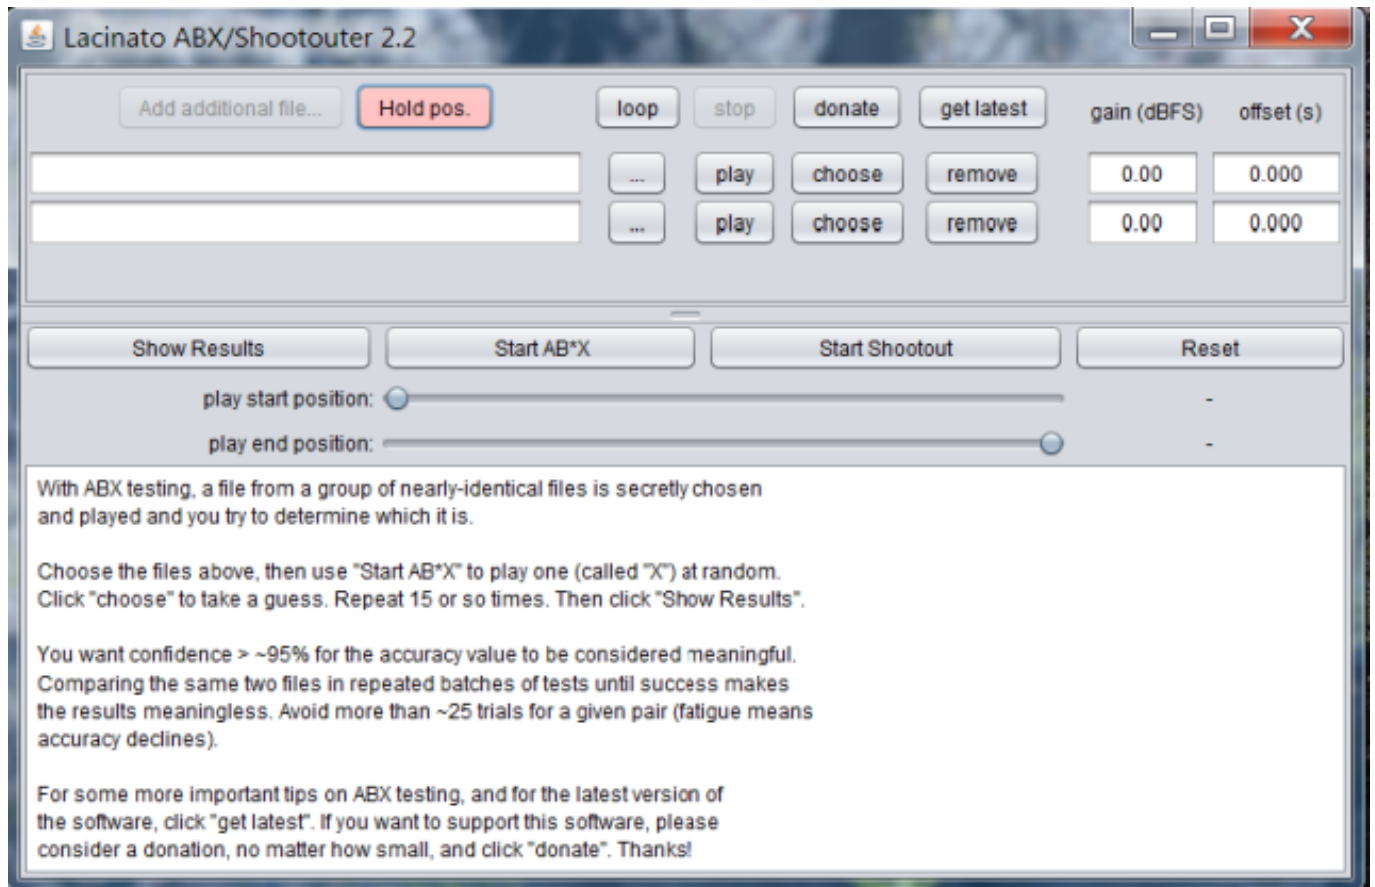 Lacinato ABX/Shootouter 2.2
Add additional file... Hold pos. loop stop donate get latest gain (dBFS) offset (s)
... play choose remove 0.00 0.000
... play choose remove 0.00 0.000
Show Results Start AB*X Start Shootout Reset
play start position: -
play end position: -
With ABX testing, a file from a group of nearly-identical files is secretly chosen
and played and you try to determine which it is.
Choose the files above, then use "Start AB*X" to play one (called "X") at random.
Click "choose" to take a guess. Repeat 15 or so times. Then click "Show Results".
You want confidence > ~95% for the accuracy value to be considered meaningful.
Comparing the same two files in repeated batches of tests until success makes
the results meaningless. Avoid more than ~25 trials for a given pair (fatigue means
accuracy declines).
For some more important tips on ABX testing, and for the latest version of
the software, click "get latest". If you want to support this software, please
consider a donation, no matter how small, and click "donate". Thanks!